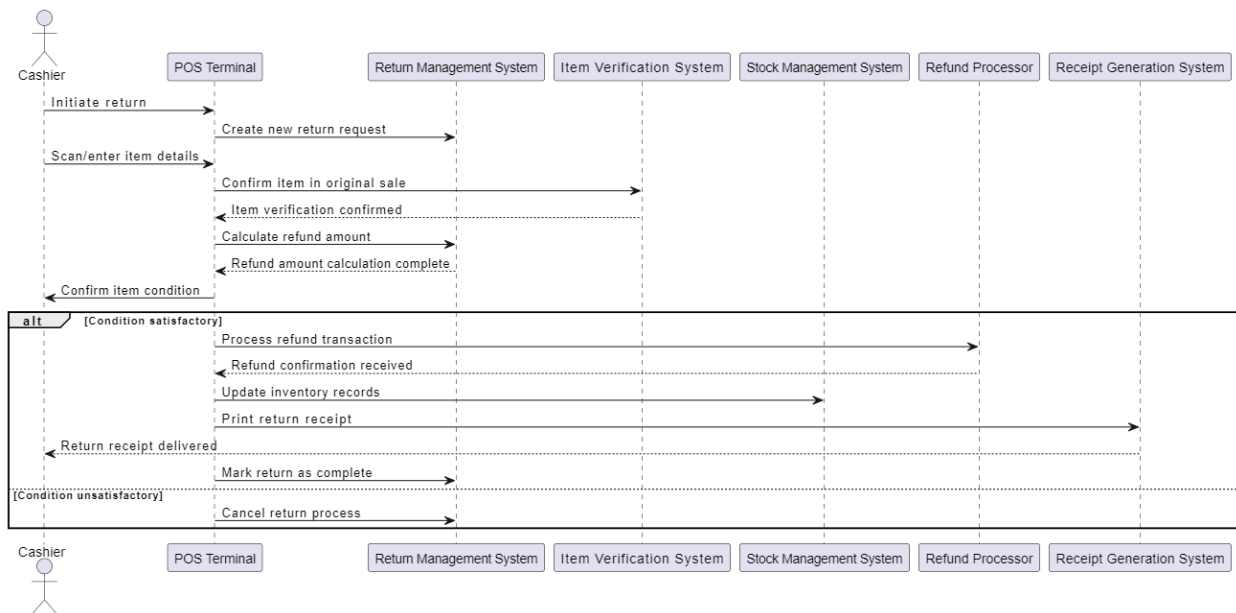 Cashier
POS Terminal
Return Management System
Item Verification System
Stock Management System
Refund Processor
Receipt Generation System
Initiate return
Create new return request
Scan/enter item details
Confirm item in original sale
Item verification confirmed
Calculate refund amount
Refund amount calculation complete
Confirm item condition
alt [Condition satisfactory]
Process refund transaction
Refund confirmation received
Update inventory records
Print return receipt
Return receipt delivered
Mark return as complete
[Condition unsatisfactory]
Cancel return process
Cashier
POS Terminal
Return Management System
Item Verification System
Stock Management System
Refund Processor
Receipt Generation System